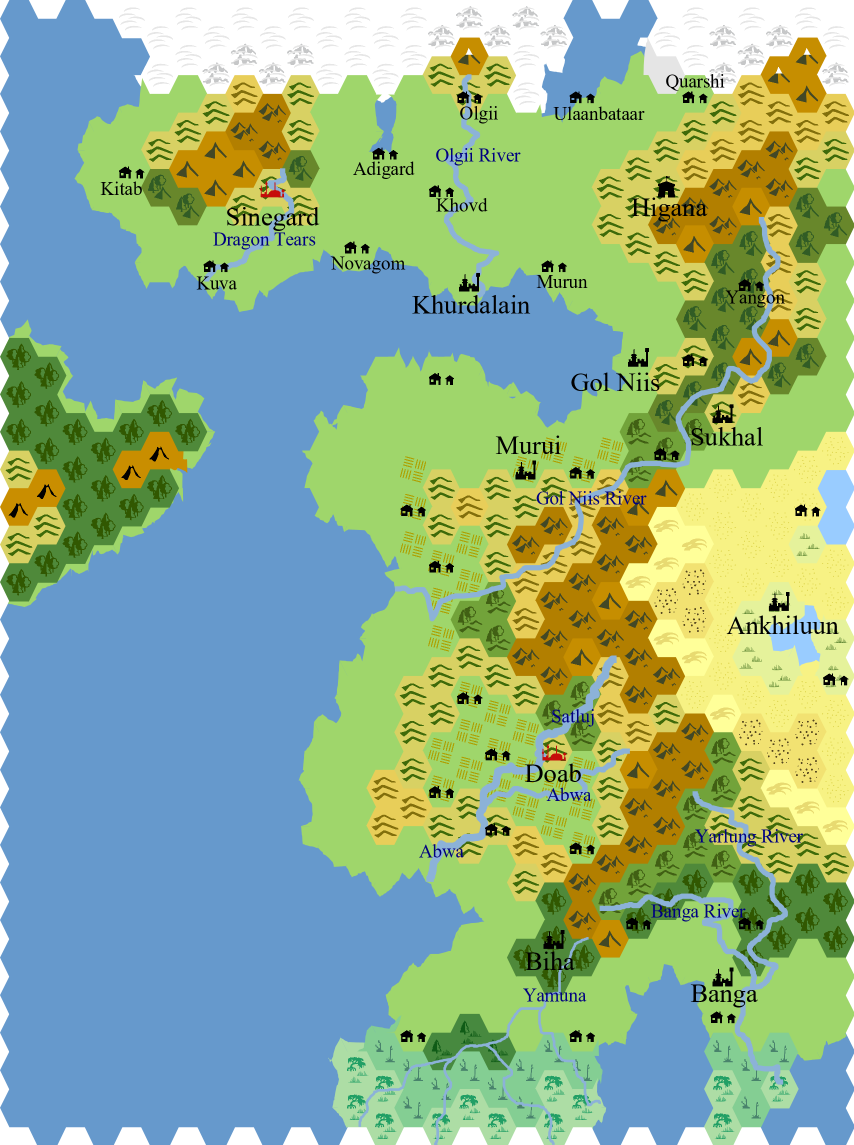 Quarshi
Olgii
Ulaanbataar
Olgii River
Adigard
Kitab
Khovd
Higana
Sinegard
Dragon Tears
Novagom
Kuva
Murun
Yangon
Khurdalain
Gol Niis
Sukhal
Murui
Gol Niis River
Ankhiluun
Satluj
Doab
Abwa
Yarlung River
Abwa
Banga River
Biha
Yamuna
Banga